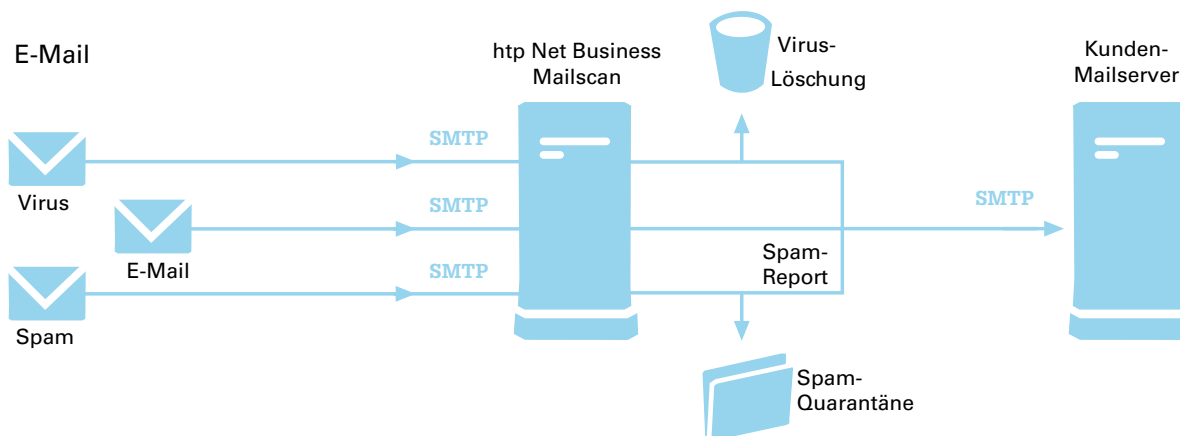 E-Mail
htp Net Business
Mailscan
Virus-
Löschung
Kunden-
Mailserver
SMTP
Virus
SMTP
SMTP
E-Mail
Spam-
Report
SMTP
Spam
Spam-
Quarantäne